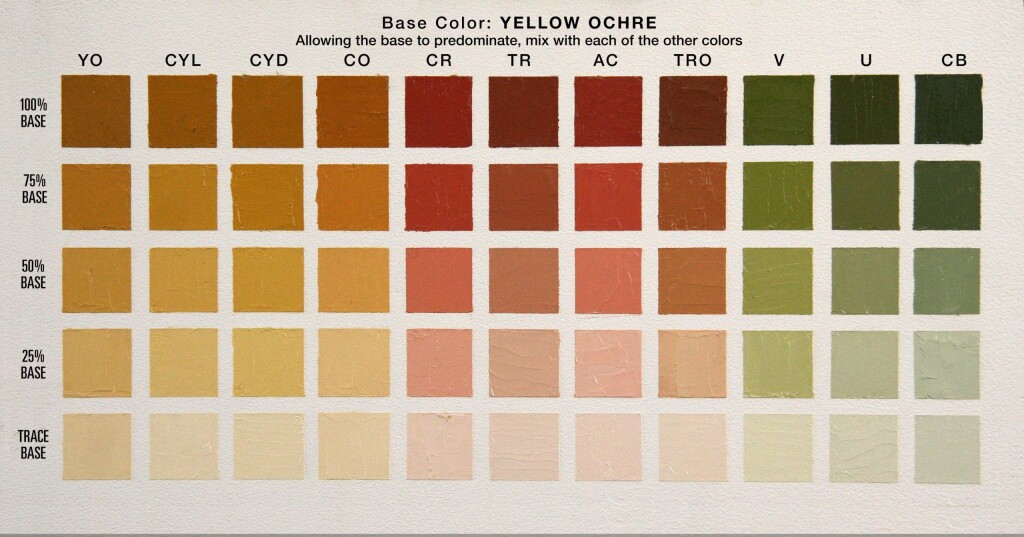 Base Color: YELLOW OCHRE
Allowing the base to predominate, mix with each of the other colors
YO CYL CYD CO CR TR AC TRO V U CB
100%
BASE
75%
BASE
50%
BASE
25%
BASE
TRACE
BASE